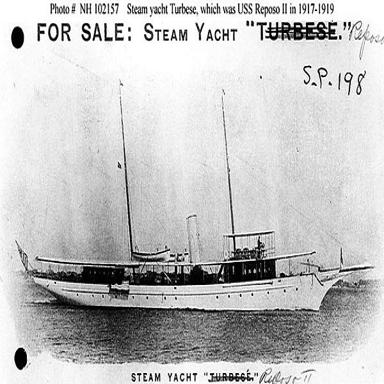 Photo # NH 102157 Steam yacht Turbese, which was USS Reposo II in 1917-1919
FOR SALE: STEAM YACHT "TURBESE." Reposo
S.P. 198
STEAM YACHT "TURBESÉ." Reposo II